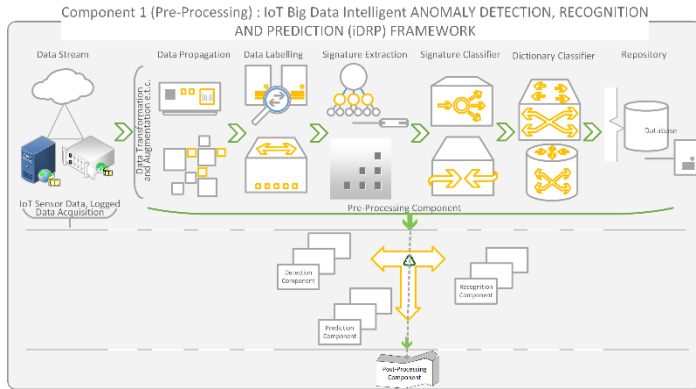 Component 1 (Pre-Processing) : IoT Big Data Intelligent ANOMALY DETECTION, RECOGNITION
AND PREDICTION (iDRP) FRAMEWORK
Data Stream
Data Propagation
Data Labelling
Signature Extraction
Signature Classifier
Dictionary Classifier
Repository
Data Transformation
and Augmentation e.t.c.
Database
IoT Sensor Data, Logged
Data Acquisition
Pre-Processing Component
Detection
Component
Recognition
Component
Prediction
Component
Post-Processing
Component